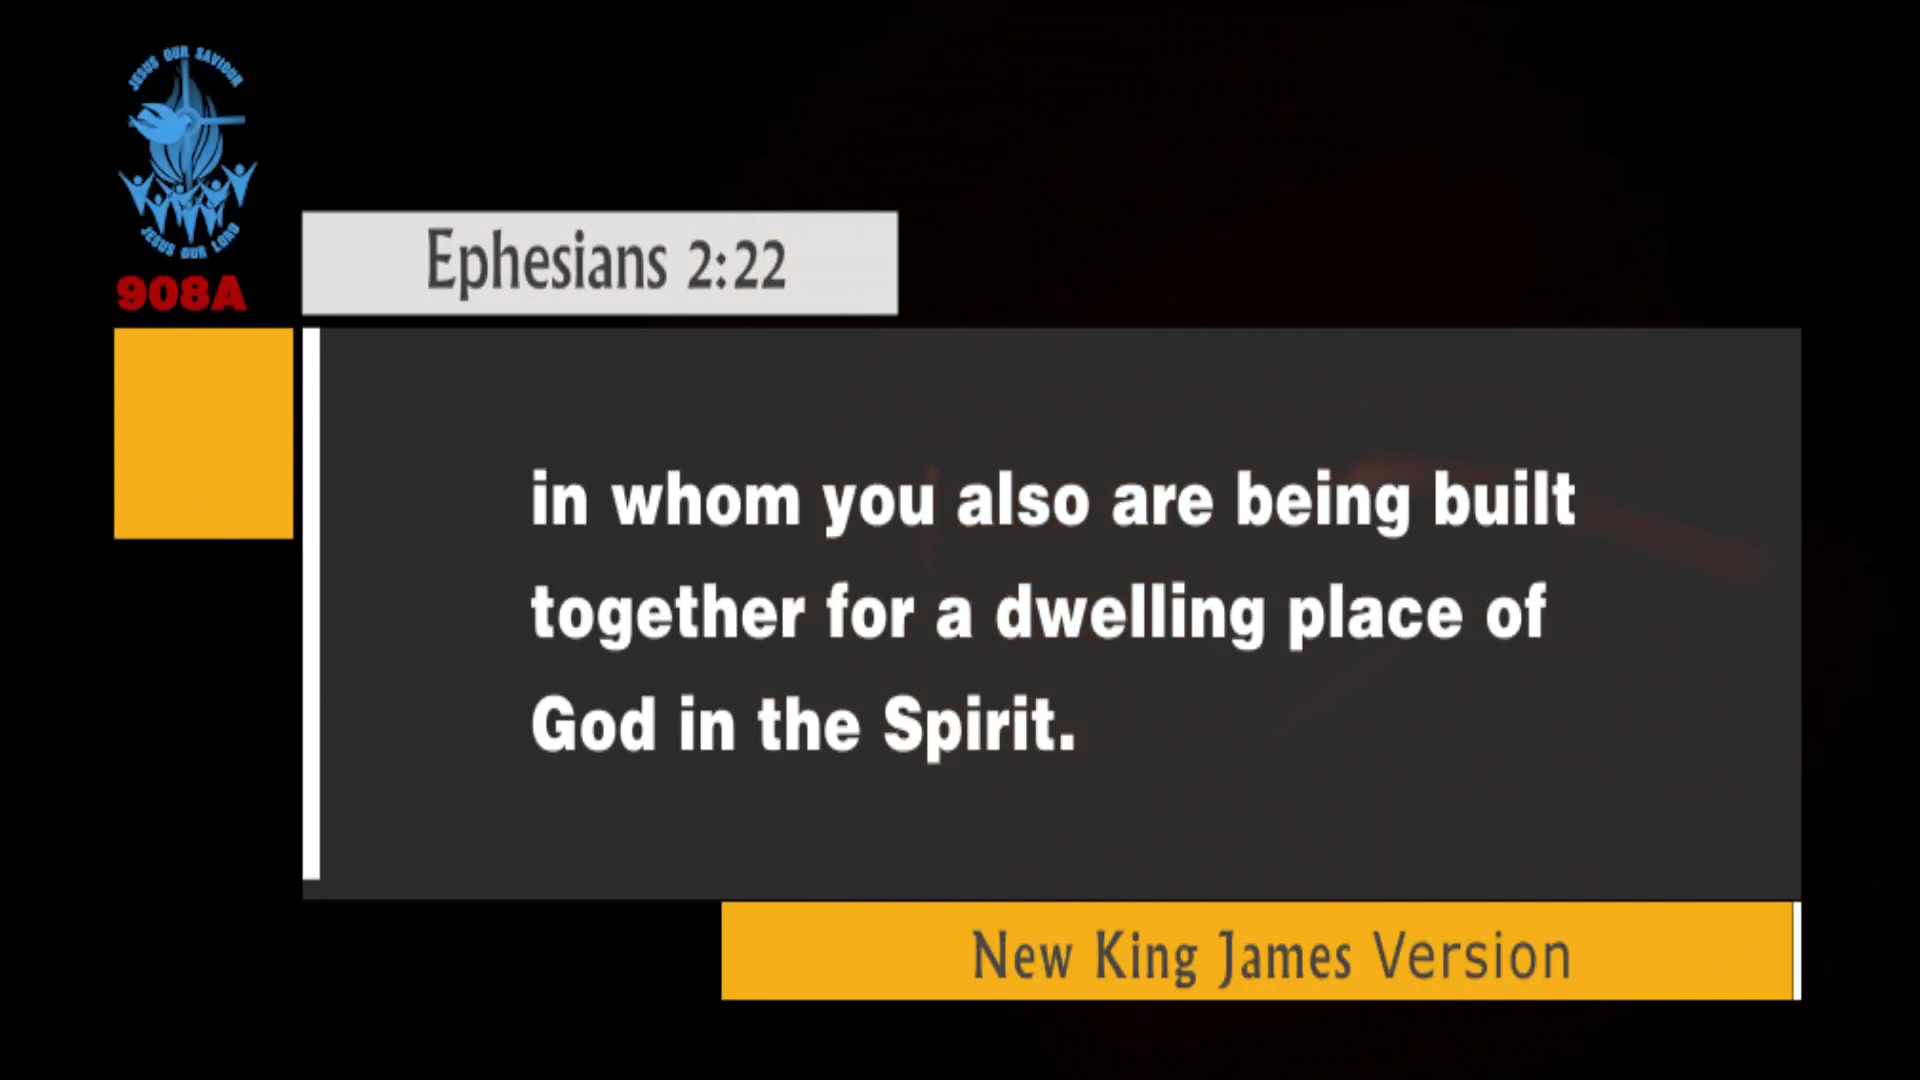 JESUS OUR SAVIOUR
JESUS OUR LORD
908A
Ephesians 2:22
in whom you also are being built
together for a dwelling place of
God in the Spirit.
New King James Version